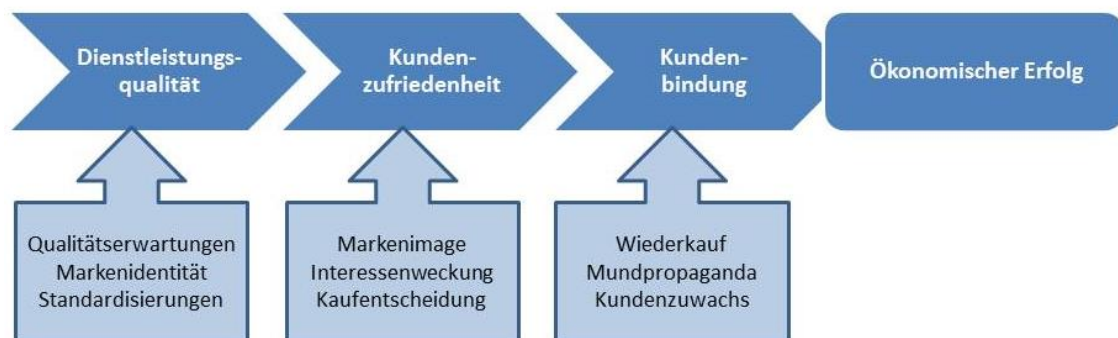 Dienstleistungs-
qualität
Kunden-
zufriedenheit
Kunden-
bindung
Ökonomischer Erfolg
Qualitätserwartungen
Markenidentität
Standardisierungen
Markenimage
Interessenweckung
Kaufentscheidung
Wiederkauf
Mundpropaganda
Kundenzuwachs